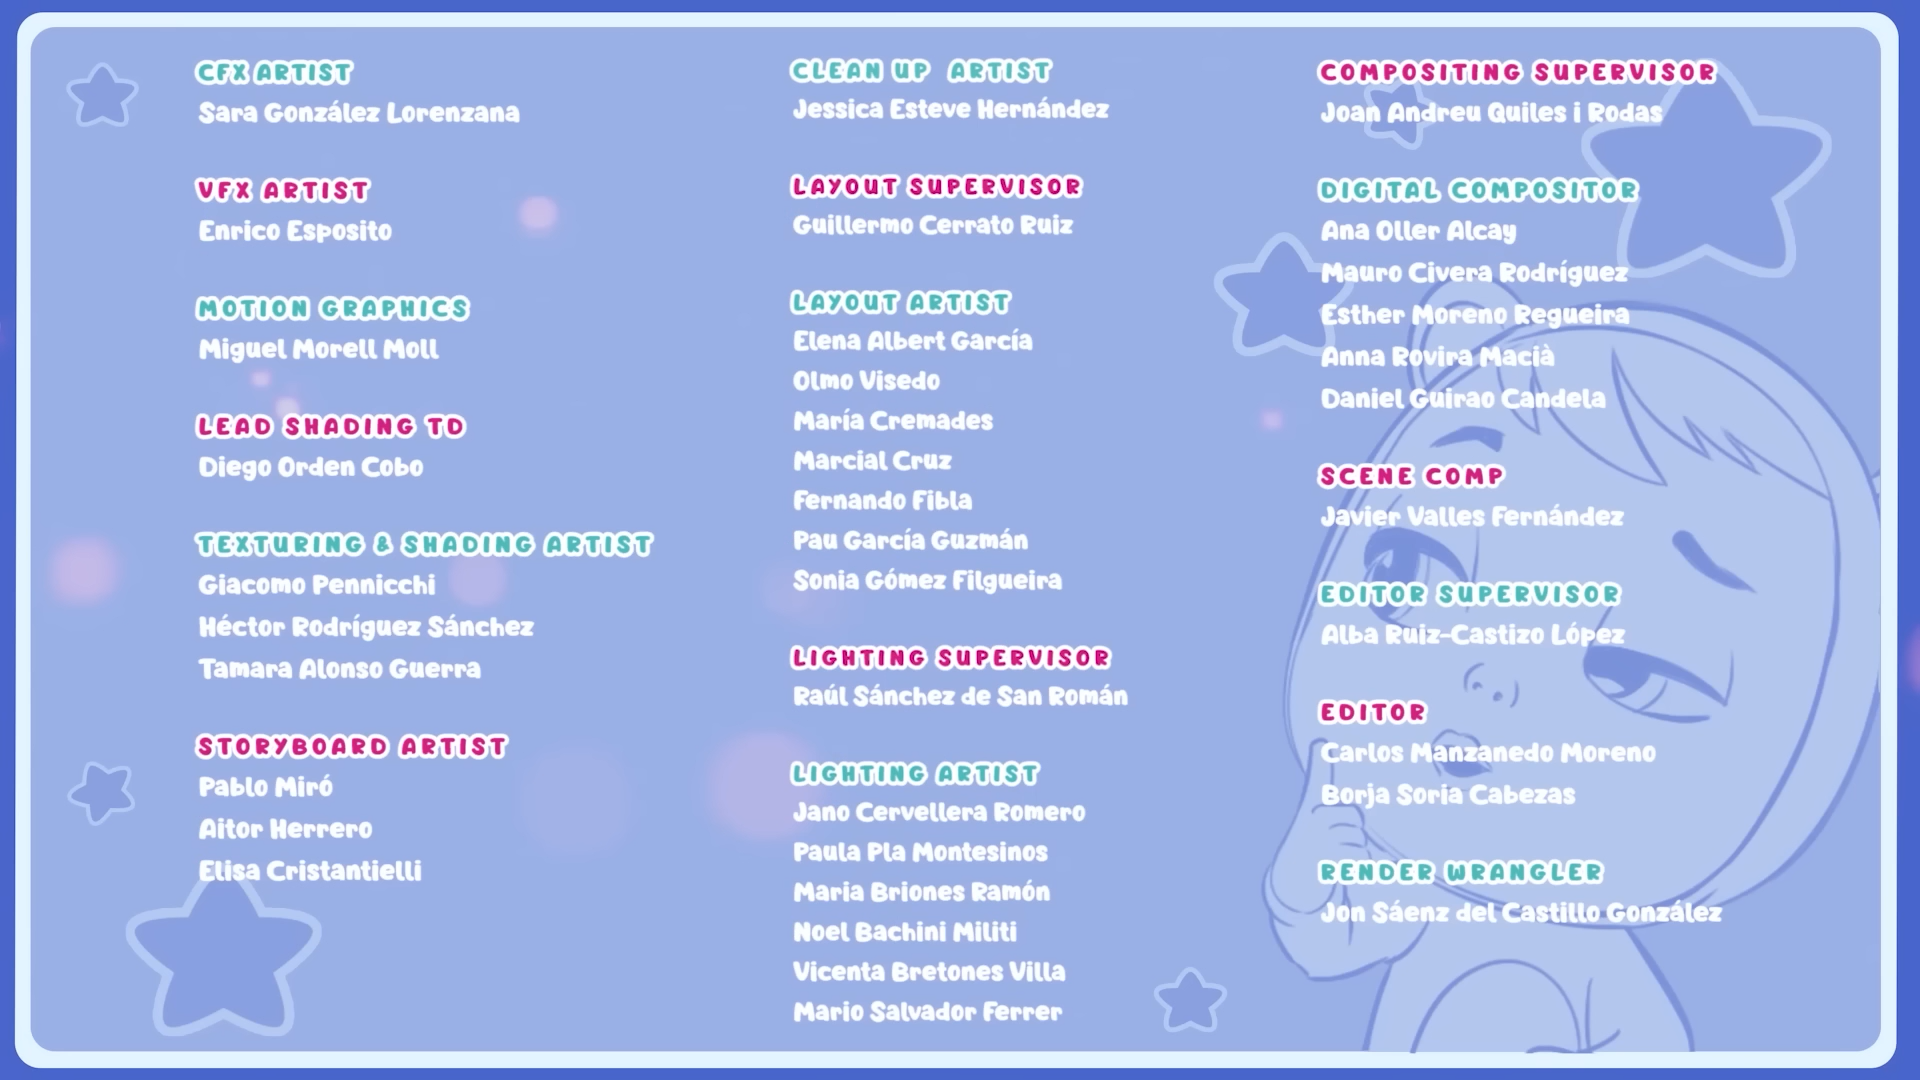 CFX ARTIST
Sara González Lorenzana
VFX ARTIST
Enrico Esposito
MOTION GRAPHICS
Miguel Morell Moll
LEAD SHADING TD
Diego Orden Cobo
TEXTURING & SHADING ARTIST
Giacomo Pennicchi
Héctor Rodríguez Sánchez
Tamara Alonso Guerra
STORYBOARD ARTIST
Pablo Miró
Aitor Herrero
Elisa Cristantielli
CLEAN UP ARTIST
Jessica Esteve Hernández
LAYOUT SUPERVISOR
Guillermo Cerrato Ruiz
LAYOUT ARTIST
Elena Albert García
Olmo Visedo
María Cremades
Marcial Cruz
Fernando Fibla
Pau García Guzmán
Sonia Gómez Filgueira
LIGHTING SUPERVISOR
Raúl Sánchez de San Román
LIGHTING ARTIST
Jano Cervellera Romero
Paula Pla Montesinos
Maria Briones Ramón
Noel Bachini Militi
Vicenta Bretones Villa
Mario Salvador Ferrer
COMPOSITING SUPERVISOR
Joan Andreu Quiles i Rodas
DIGITAL COMPOSITOR
Ana Oller Alcay
Mauro Civera Rodríguez
Esther Moreno Regueira
Anna Rovira Macià
Daniel Guirao Candela
SCENE COMP
Javier Valles Fernández
EDITOR SUPERVISOR
Alba Ruiz-Castizo López
EDITOR
Carlos Manzanedo Moreno
Borja Soria Cabezas
RENDER WRANGLER
Jon Sáenz del Castillo González